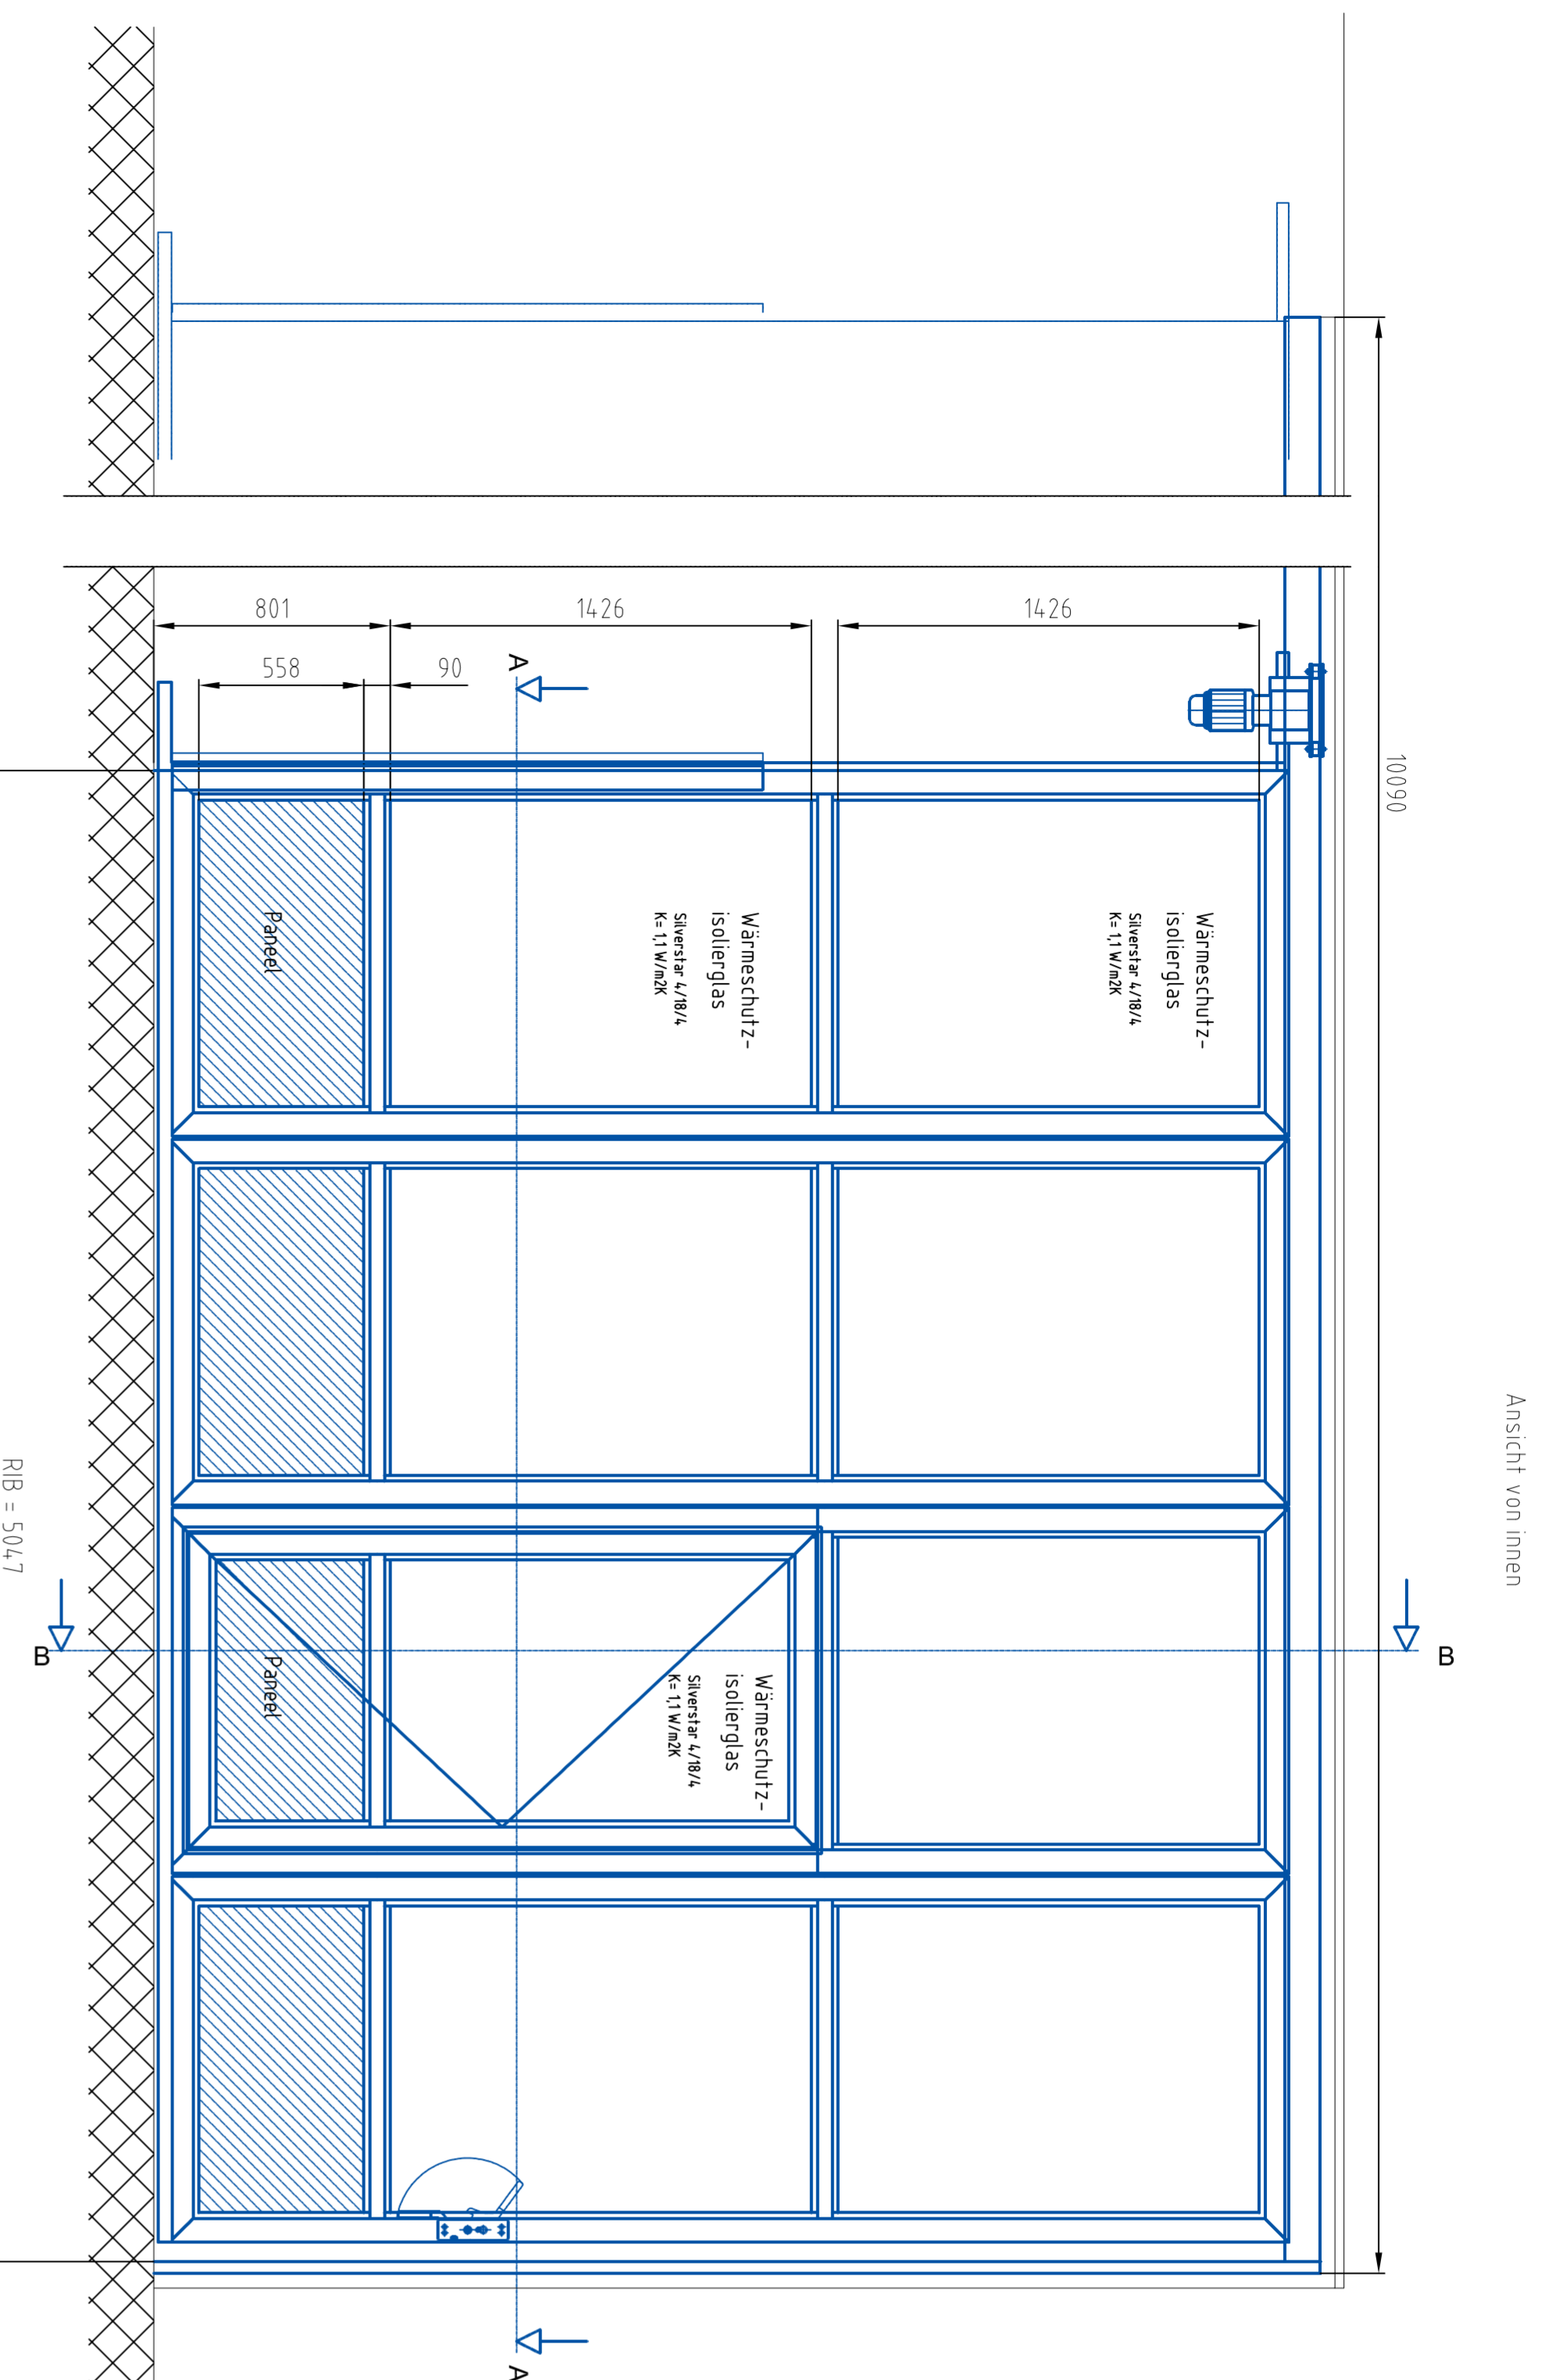 Ansicht von innen
10090
B
Wärmeschutz-
isolierglas
Silverstar 4/18/4
K= 1,1 W/m2K
1426
Wärmeschutz-
isolierglas
Silverstar 4/18/4
K= 1,1 W/m2K
Wärmeschutz-
isolierglas
Silverstar 4/18/4
K= 1,1 W/m2K
1426
A
A
90
801
558
Paneel
Paneel
B
RIB = 5047